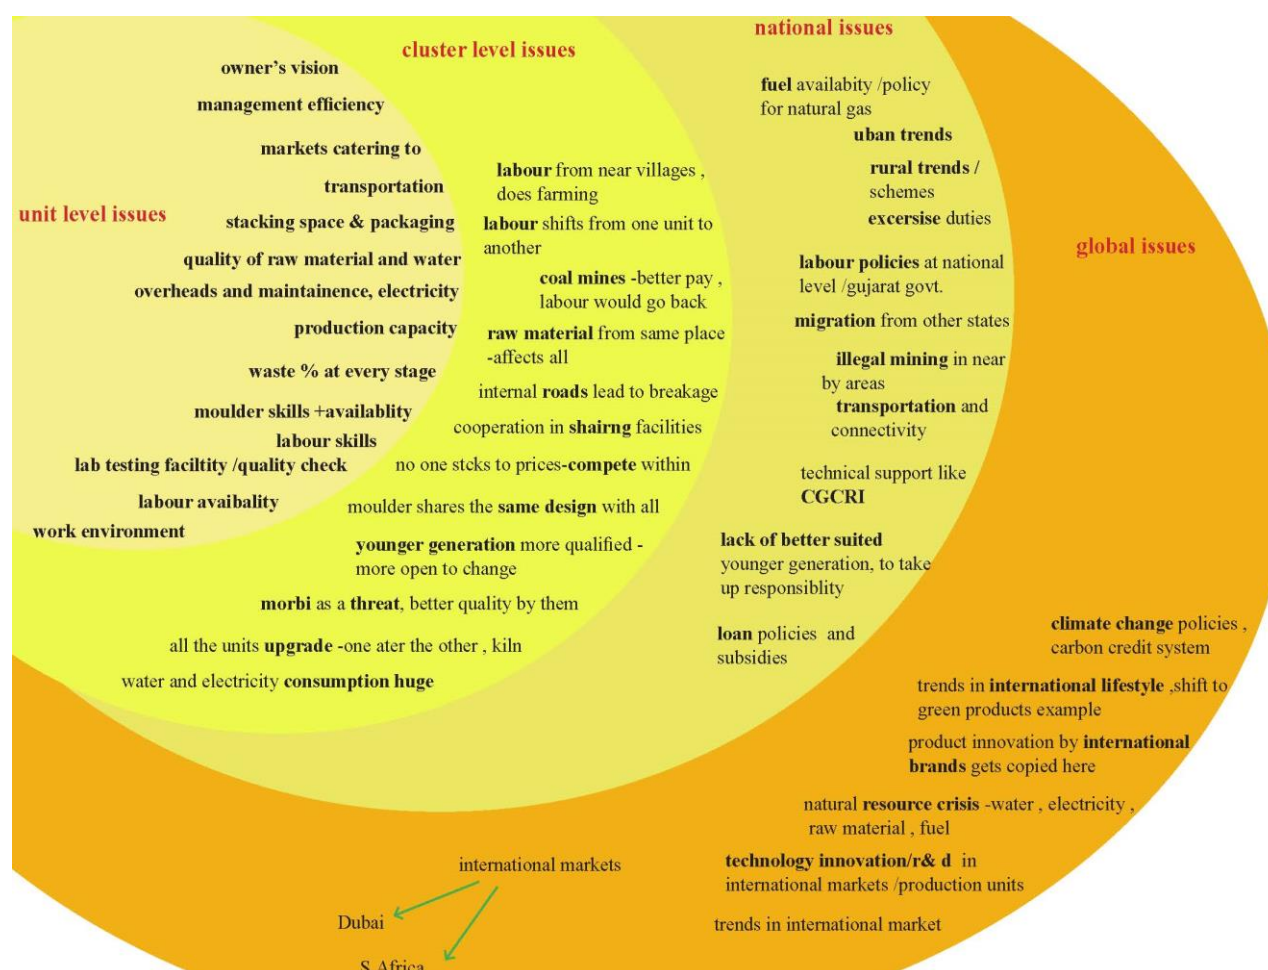 unit level issues
owner's vision
management efficiency
markets catering to
transportation
stacking space & packaging
quality of raw material and water
overheads and maintainence, electricity
production capacity
waste % at every stage
moulder skills +availablity
labour skills
lab testing faciltity /quality check
labour avaibality
work environment
cluster level issues
labour from near villages ,
does farming
labour shifts from one unit to
another
coal mines -better pay ,
labour would go back
raw material from same place
-affects all
internal roads lead to breakage
cooperation in shairng facilities
no one stcks to prices-compete within
moulder shares the same design with all
younger generation more qualified -
more open to change
morbi as a threat, better quality by them
all the units upgrade -one ater the other , kiln
water and electricity consumption huge
national issues
fuel availabity /policy
for natural gas
uban trends
rural trends /
schemes
excersise duties
labour policies at national
level /gujarat govt.
migration from other states
illegal mining in near
by areas
transportation and
connectivity
technical support like
CGCRI
lack of better suited
younger generation, to take
up responsiblity
loan policies and
subsidies
global issues
climate change policies ,
carbon credit system
trends in international lifestyle ,shift to
green products example
product innovation by international
brands gets copied here
natural resource crisis -water , electricity ,
raw material , fuel
technology innovation/r& d in
international markets /production units
trends in international market
international markets
Dubai
S.Africa